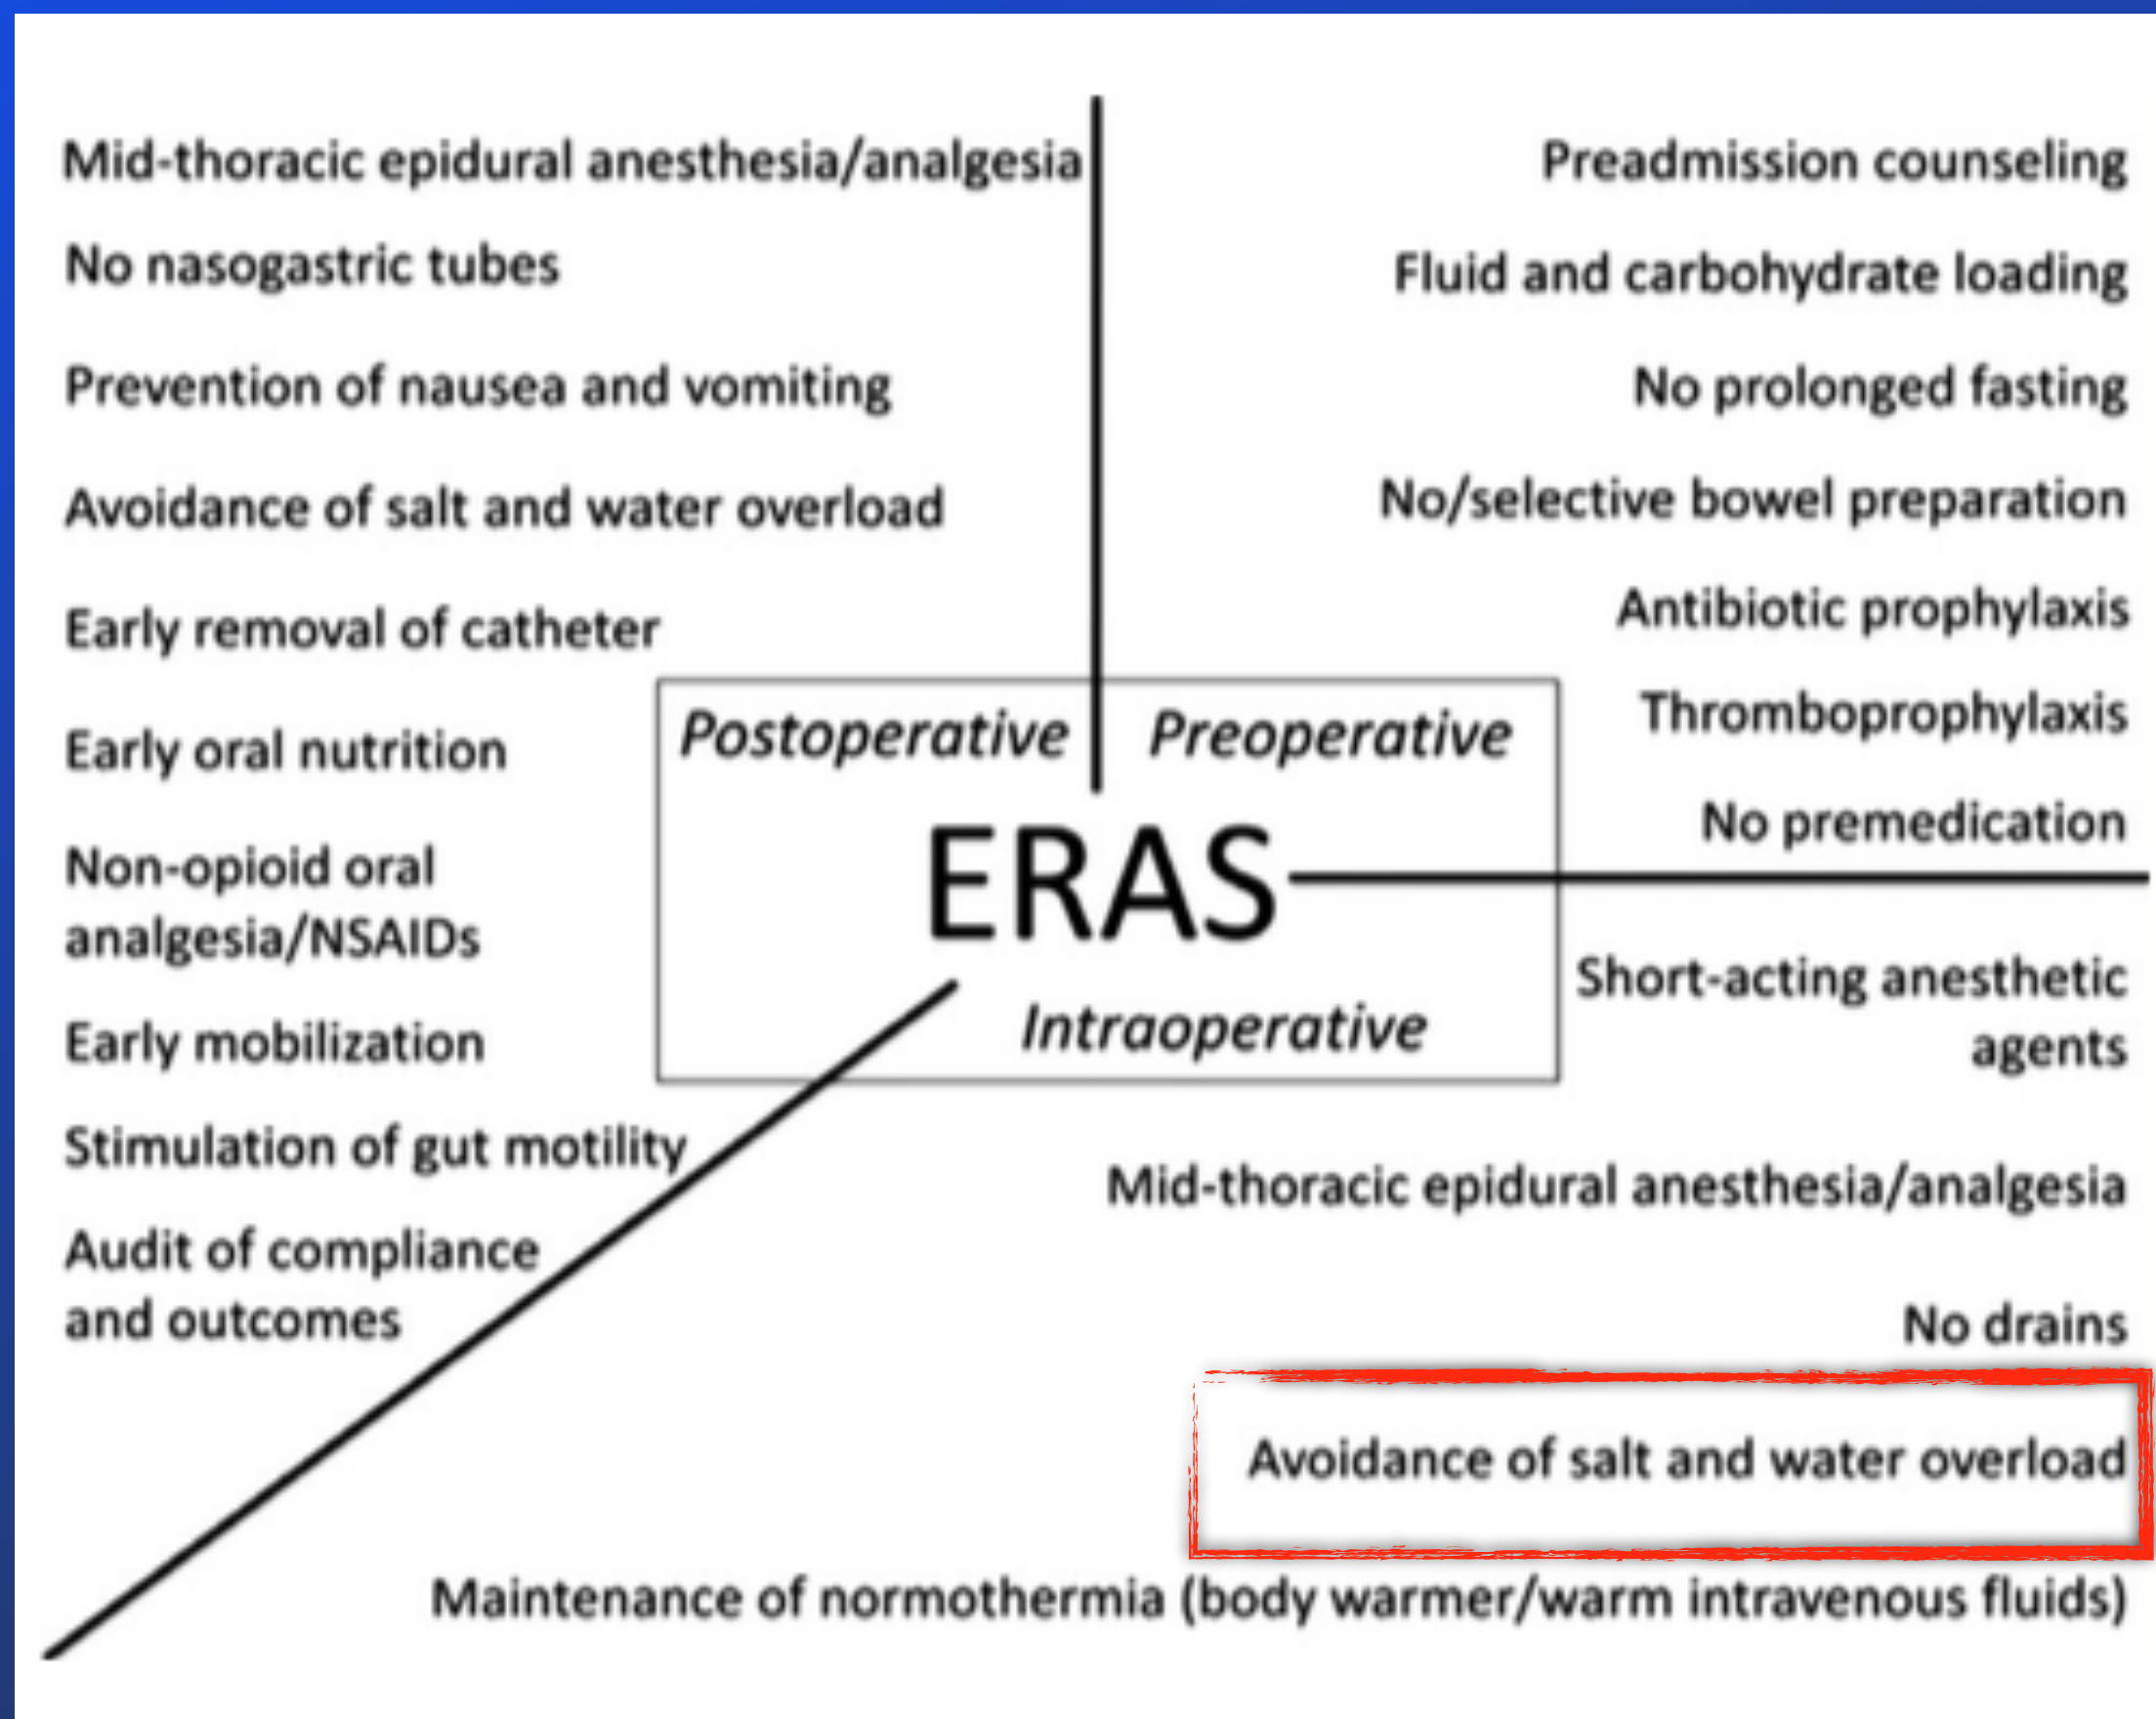 Mid-thoracic epidural anesthesia/analgesia
No nasogastric tubes
Prevention of nausea and vomiting
Avoidance of salt and water overload
Early removal of catheter
Early oral nutrition
Non-opioid oral
analgesia/NSAIDs
Early mobilization
Stimulation of gut motility
Audit of compliance
and outcomes
Postoperative
Preoperative
ERAS
Intraoperative
Preadmission counseling
Fluid and carbohydrate loading
No prolonged fasting
No/selective bowel preparation
Antibiotic prophylaxis
Thromboprophylaxis
No premedication
Short-acting anesthetic
agents
Mid-thoracic epidural anesthesia/analgesia
No drains
Avoidance of salt and water overload
Maintenance of normothermia (body warmer/warm intravenous fluids)